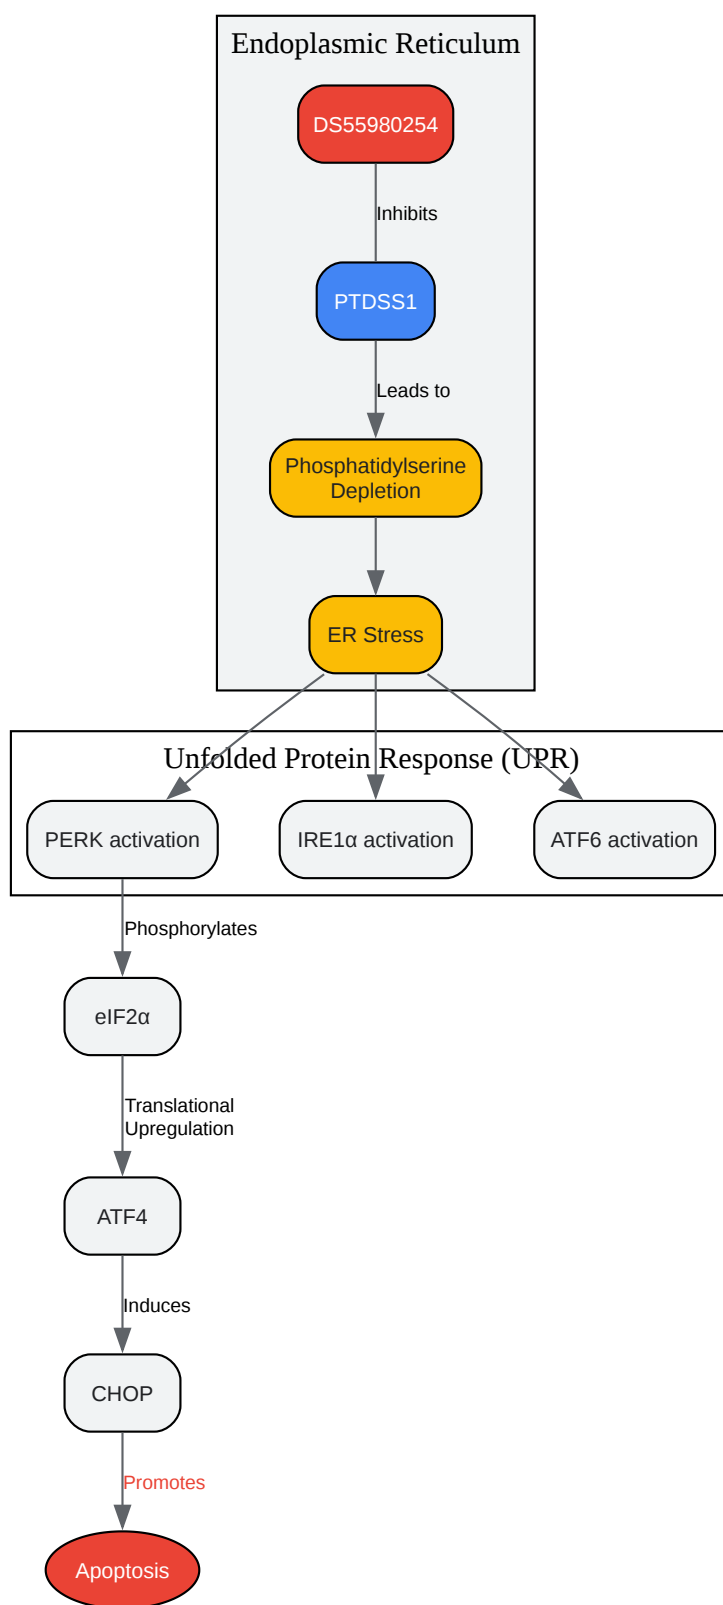 Endoplasmic Reticulum
DS55980254
Inhibits
PTDSS1
Leads to
Phosphatidylserine
Depletion
ER Stress
Unfolded Protein Response (UPR)
PERK activation
IRE1α activation
ATF6 activation
Phosphorylates
eIF2α
Translational
Upregulation
ATF4
Induces
CHOP
Promotes
Apoptosis